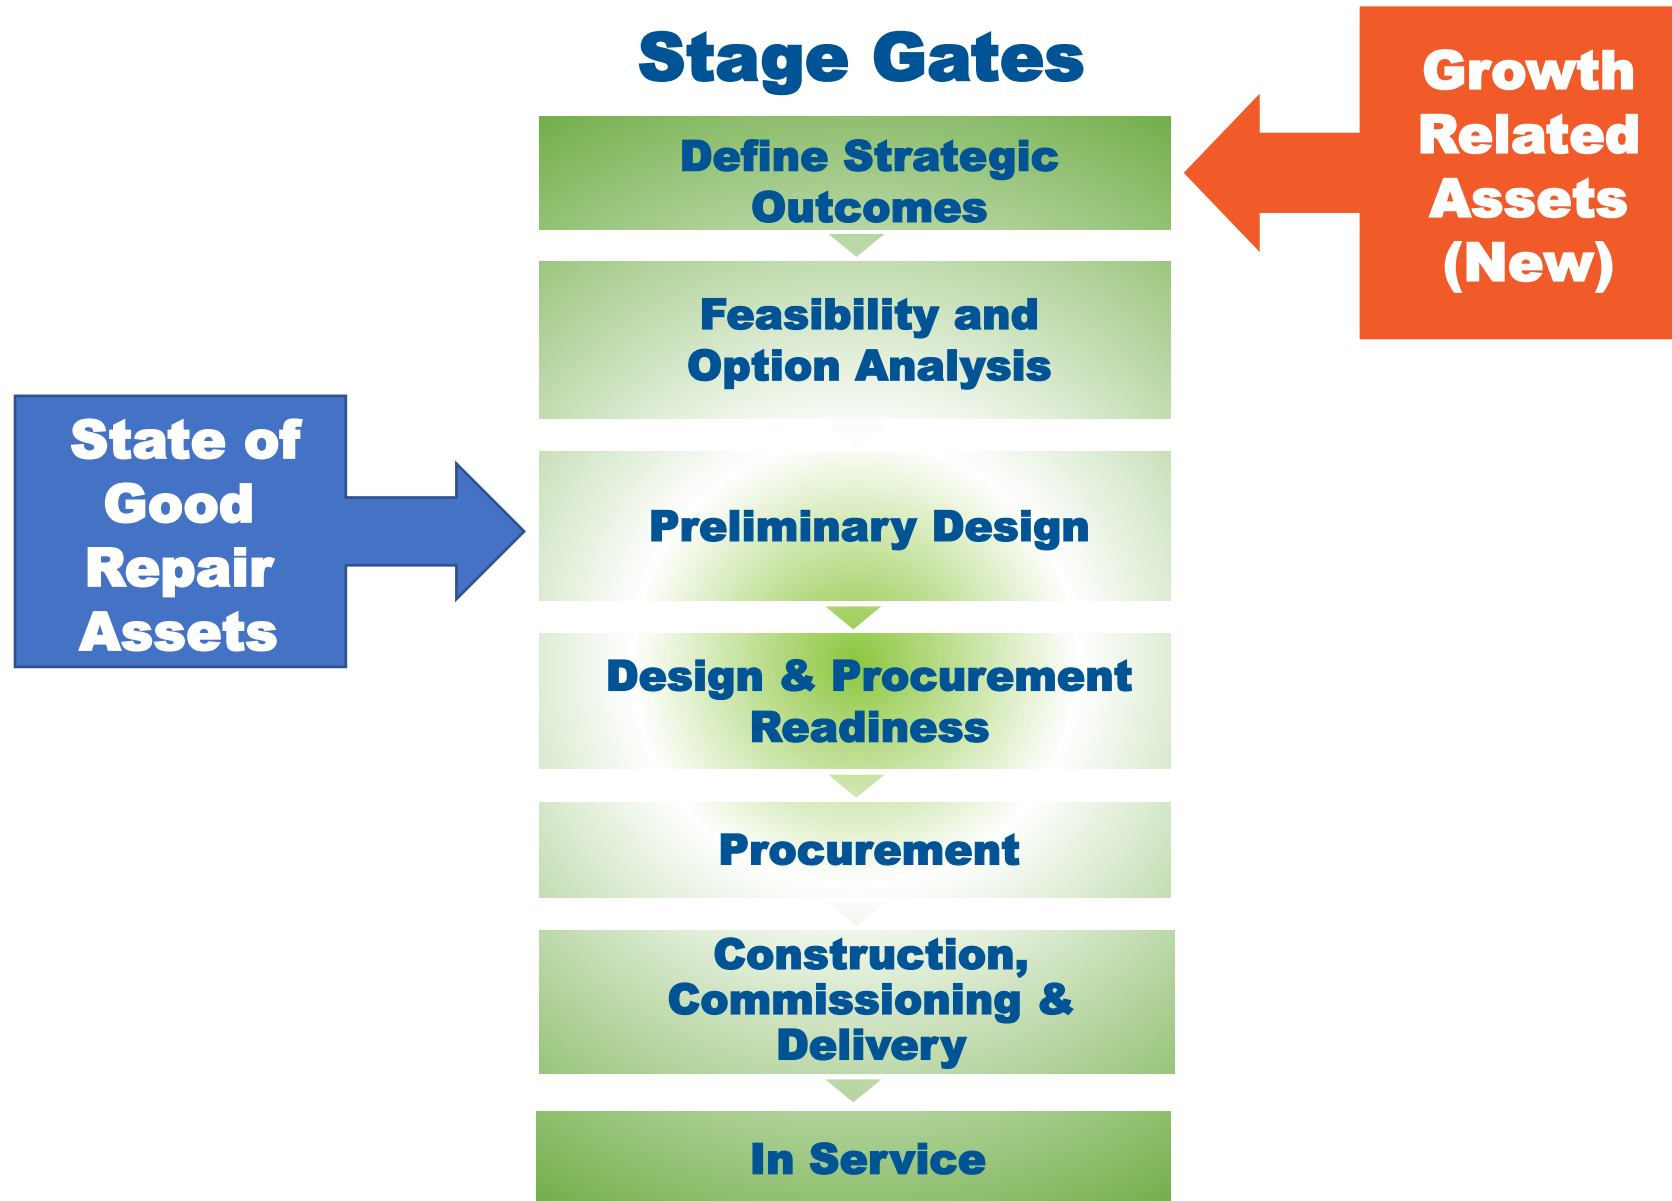 Stage Gates
Growth
Related
Assets
(New)
Define Strategic
Outcomes
Feasibility and
Option Analysis
State of
Good
Repair
Assets
Preliminary Design
Design & Procurement
Readiness
Procurement
Construction,
Commissioning &
Delivery
In Service